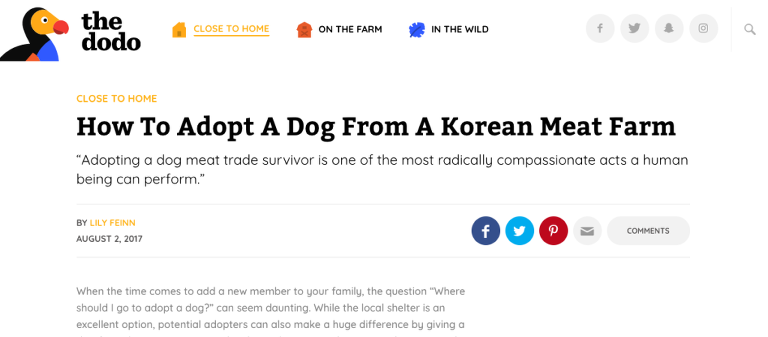 the dodo
CLOSE TO HOME
ON THE FARM
IN THE WILD
CLOSE TO HOME
How To Adopt A Dog From A Korean Meat Farm
“Adopting a dog meat trade survivor is one of the most radically compassionate acts a human
being can perform.”
BY LILY FEINN
AUGUST 2, 2017
COMMENTS
When the time comes to add a new member to your family, the question “Where
should I go to adopt a dog?” can seem daunting. While the local shelter is an
excellent option, potential adopters can also make a huge difference by giving a